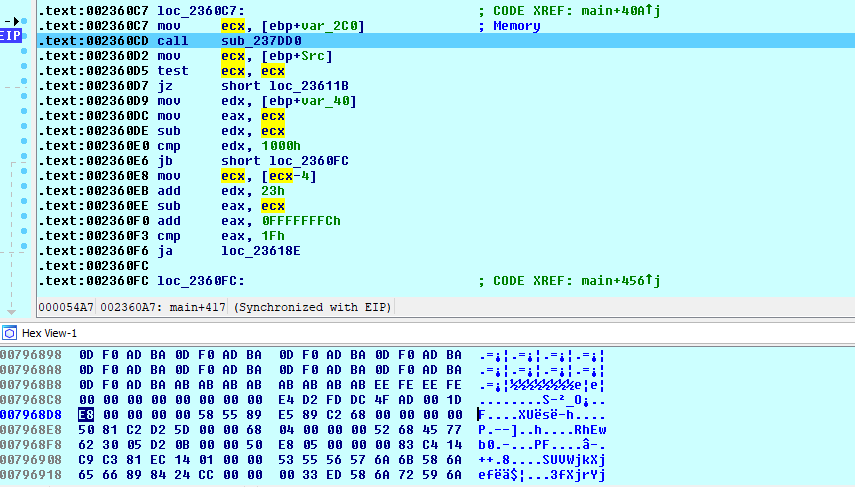 .text:002360C7 loc_2360C7: ; CODE XREF: main+40A↑j
.text:002360C7 mov ecx, [ebp+var_2C0] ; Memory
EIP
.text:002360CD call sub_237DD0
.text:002360D2 mov ecx, [ebp+Src]
.text:002360D5 test ecx, ecx
.text:002360D7 jz short loc_23611B
.text:002360D9 mov edx, [ebp+var_40]
.text:002360DC mov eax, ecx
.text:002360DE sub edx, ecx
.text:002360E0 cmp edx, 1000h
.text:002360E6 jb short loc_2360FC
.text:002360E8 mov ecx, [ecx-4]
.text:002360EB add edx, 23h
.text:002360EE sub eax, ecx
.text:002360F0 add eax, 0FFFFFFFCh
.text:002360F3 cmp eax, 1Fh
.text:002360F6 ja loc_23618E
.text:002360FC
.text:002360FC loc_2360FC: ; CODE XREF: main+456↑j
000054A7 002360A7: main+417 (Synchronized with EIP)
Hex View-1
00796898 0D F0 AD BA 0D F0 AD BA 0D F0 AD BA 0D F0 AD BA .=¡¦.=¡¦.=¡¦.=¡¦
007968A8 0D F0 AD BA 0D F0 AD BA 0D F0 AD BA 0D F0 AD BA .=¡¦.=¡¦.=¡¦.=¡¦
007968B8 0D F0 AD BA AB AB AB AB AB AB AB AB EE FE EE FE .=¡¦½½½½½½½½e¦e¦
007968C8 00 00 00 00 00 00 00 00 E4 D2 FD DC 4F AD 00 1D ........S-²_O¡..
007968D8 E8 00 00 00 00 58 55 89 E5 89 C2 68 00 00 00 00 F....XUësë-h....
007968E8 50 81 C2 D2 5D 00 00 68 04 00 00 00 52 68 45 77 P.--]..h....RhEw
007968F8 62 30 05 D2 0B 00 00 50 E8 05 00 00 00 83 C4 14 b0.-...PF....â-.
00796908 C9 C3 81 EC 14 01 00 00 53 55 56 57 6A 6B 58 6A ++.8....SUVWjkXj
00796918 65 66 89 84 24 CC 00 00 00 33 ED 58 6A 72 59 6A efëä$¦...3fXjrYj